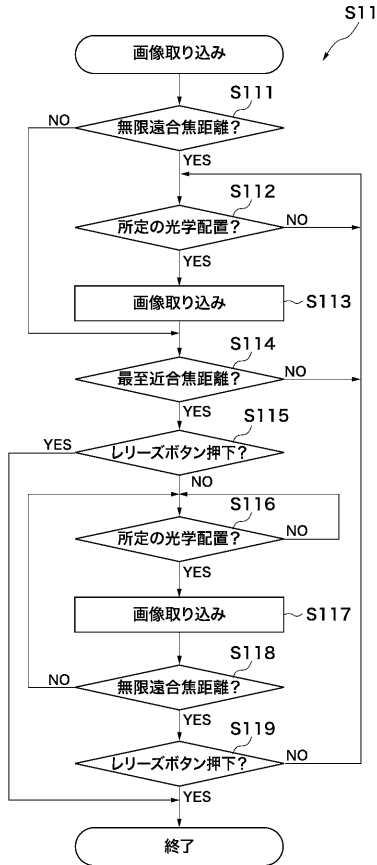 S11
画像取り込み
S111
無限遠合焦距離?
NO
YES
S112
所定の光学配置?
NO
YES
画像取り込み
S113
S114
最至近合焦距離?
NO
YES
S115
YES
レリーズボタン押下?
NO
S116
所定の光学配置?
NO
YES
画像取り込み
S117
S118
無限遠合焦距離?
NO
YES
S119
レリーズボタン押下?
NO
YES
終了